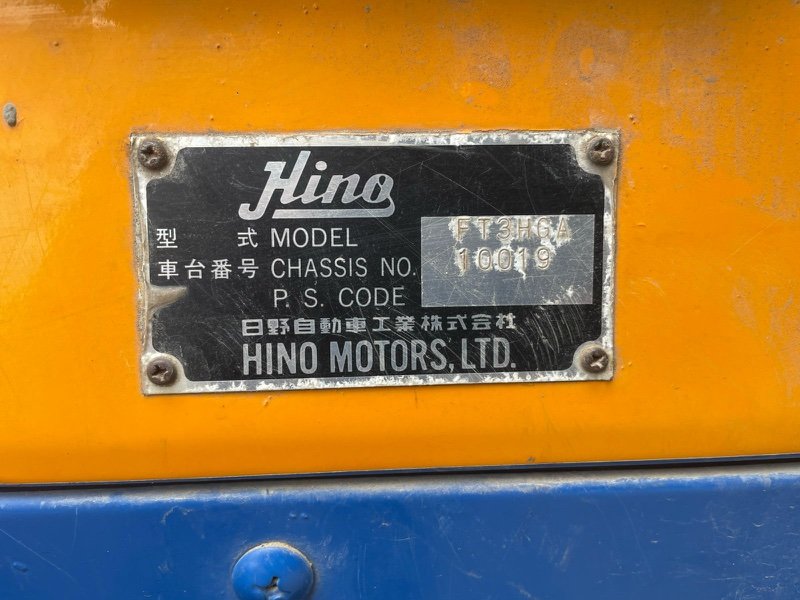 Hino
型 式 MODEL FT3HGA
車台番号 CHASSIS NO. 10019
P. S. CODE
日野自動車工業株式会社
HINO MOTORS, LTD.